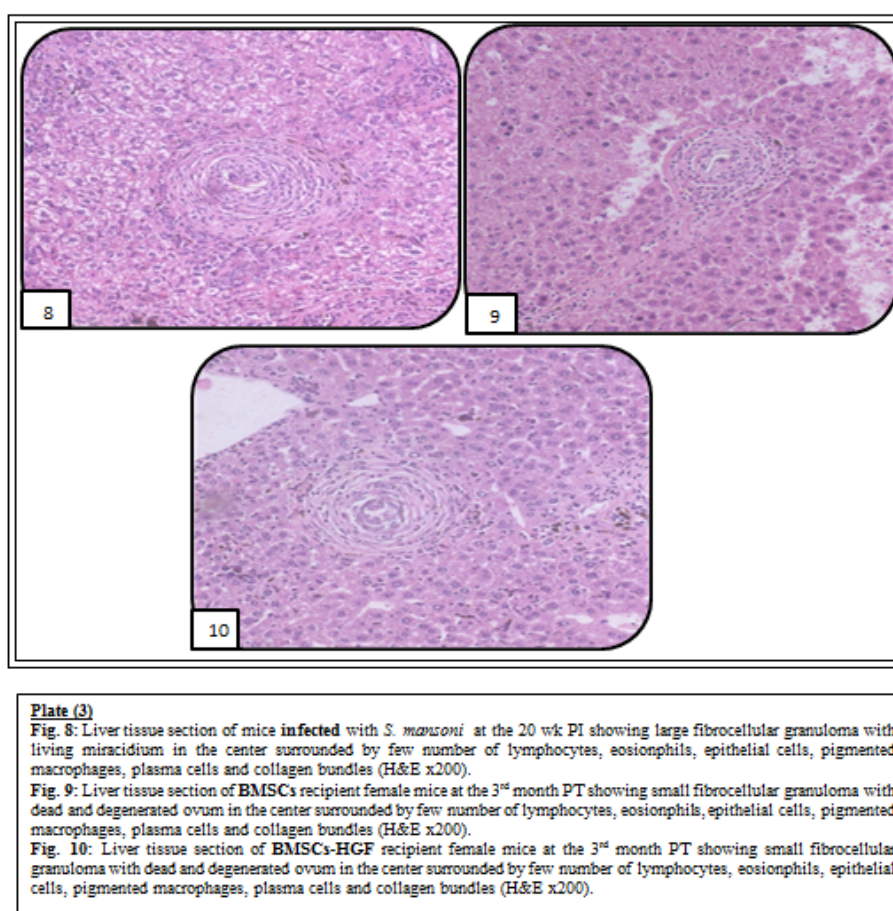 8
9
10
Plate (3)
Fig. 8: Liver tissue section of mice infected with S. mansoni at the 20 wk PI showing large fibrocellular granuloma with
living miracidium in the center surrounded by few number of lymphocytes, eosionphils, epithelial cells, pigmented
macrophages, plasma cells and collagen bundles (H&E x200).
Fig. 9: Liver tissue section of BMSCs recipient female mice at the 3rd month PT showing small fibrocellular granuloma with
dead and degenerated ovum in the center surrounded by few number of lymphocytes, eosionphils, epithelial cells, pigmented
macrophages, plasma cells and collagen bundles (H&E x200).
Fig. 10: Liver tissue section of BMSCs-HGF recipient female mice at the 3rd month PT showing small fibrocellular
granuloma with dead and degenerated ovum in the center surrounded by few number of lymphocytes, eosionphils, epithelial
cells, pigmented macrophages, plasma cells and collagen bundles (H&E x200).